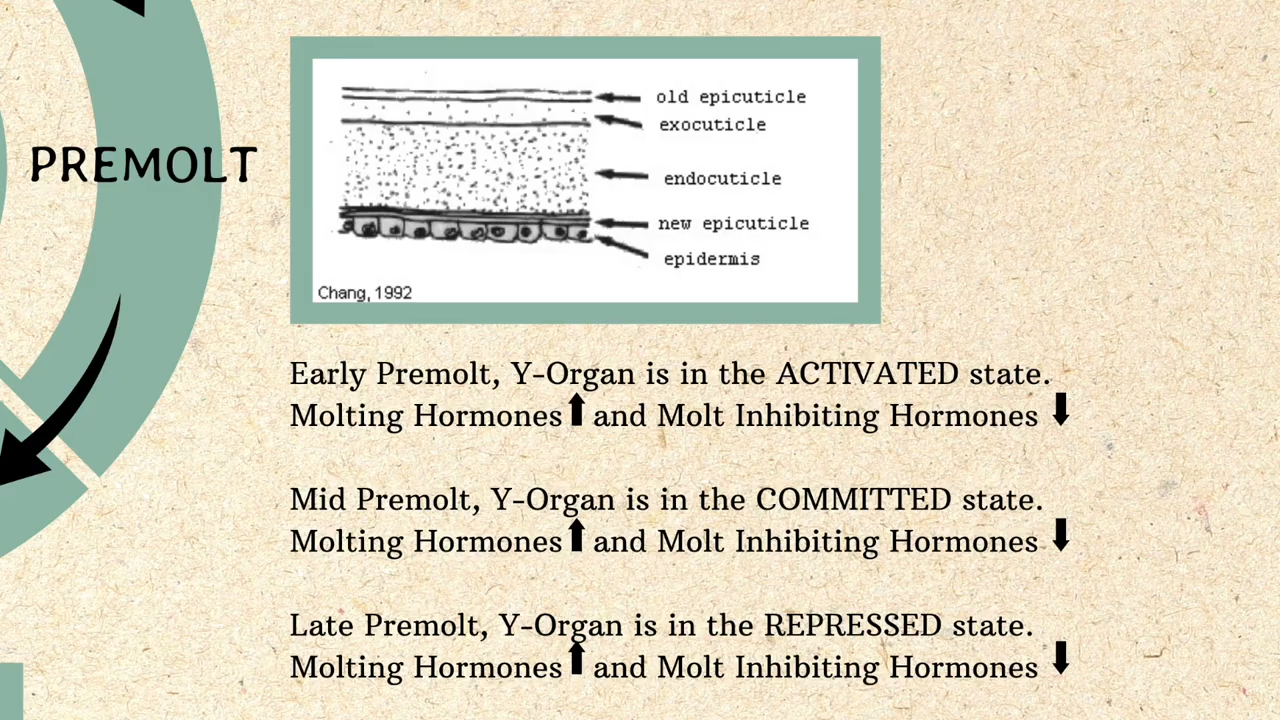 PREMOLT
old epicuticle
exocuticle
endocuticle
new epicuticle
epidermis
Chang, 1992
Early Premolt, Y-Organ is in the ACTIVATED state.
Molting Hormones⬆ and Molt Inhibiting Hormones ⬇
Mid Premolt, Y-Organ is in the COMMITTED state.
Molting Hormones⬆ and Molt Inhibiting Hormones ⬇
Late Premolt, Y-Organ is in the REPRESSED state.
Molting Hormones⬆ and Molt Inhibiting Hormones ⬇